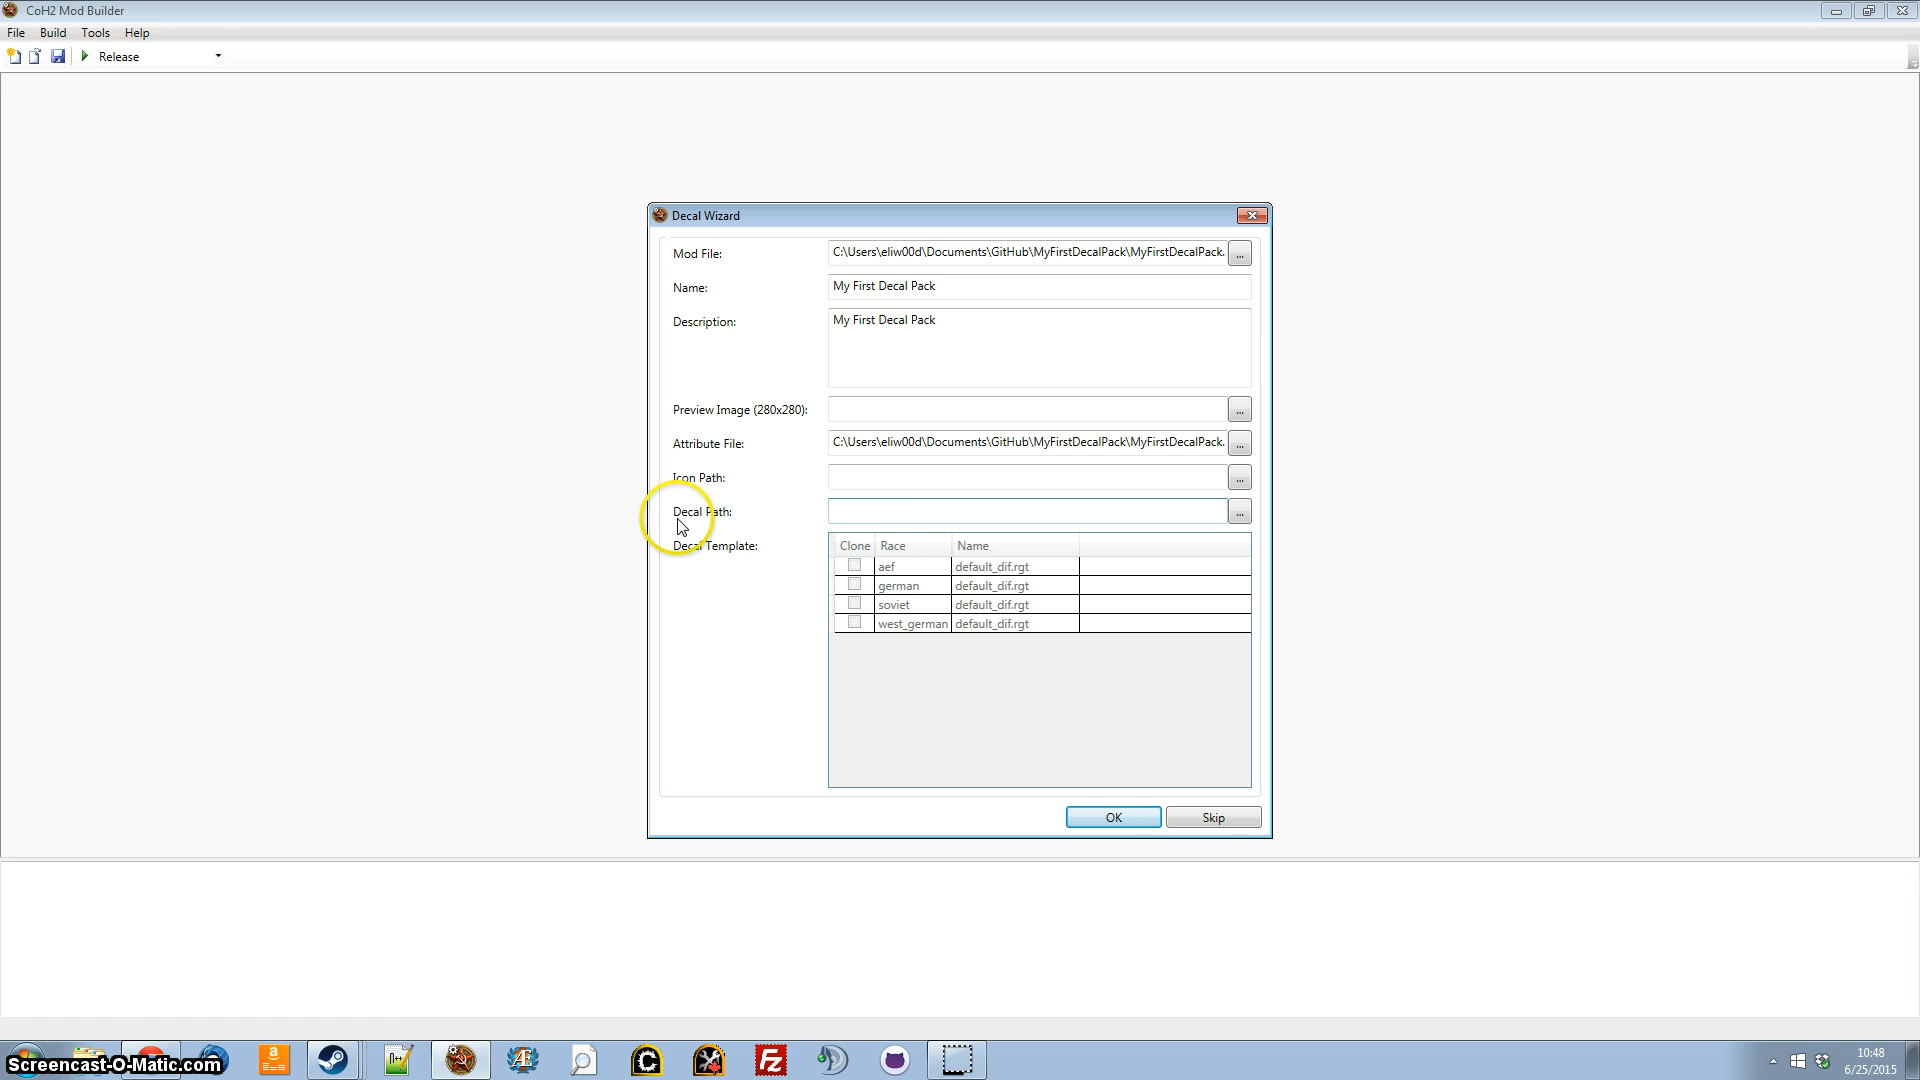 CoH2 Mod Builder
File Build Tools Help
Release
Decal Wizard
Mod File: C:\Users\eliw00d\Documents\GitHub\MyFirstDecalPack\MyFirstDecalPack. ...
Name: My First Decal Pack
Description: My First Decal Pack
Preview Image (280x280): ...
Attribute File: C:\Users\eliw00d\Documents\GitHub\MyFirstDecalPack\MyFirstDecalPack. ...
Icon Path: ...
Decal Path: ...
Decal Template: Clone Race Name
aef default_dif.rgt
german default_dif.rgt
soviet default_dif.rgt
west_german default_dif.rgt
OK Skip
Screencast-O-Matic.com
a
n++
Æ
C
Fz
10:48
6/25/2015